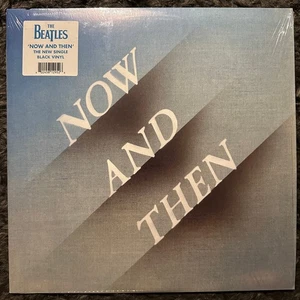 THE
BEATLES
'NOW AND THEN'
THE NEW SINGLE
BLACK VINYL
NOW
AND
THEN